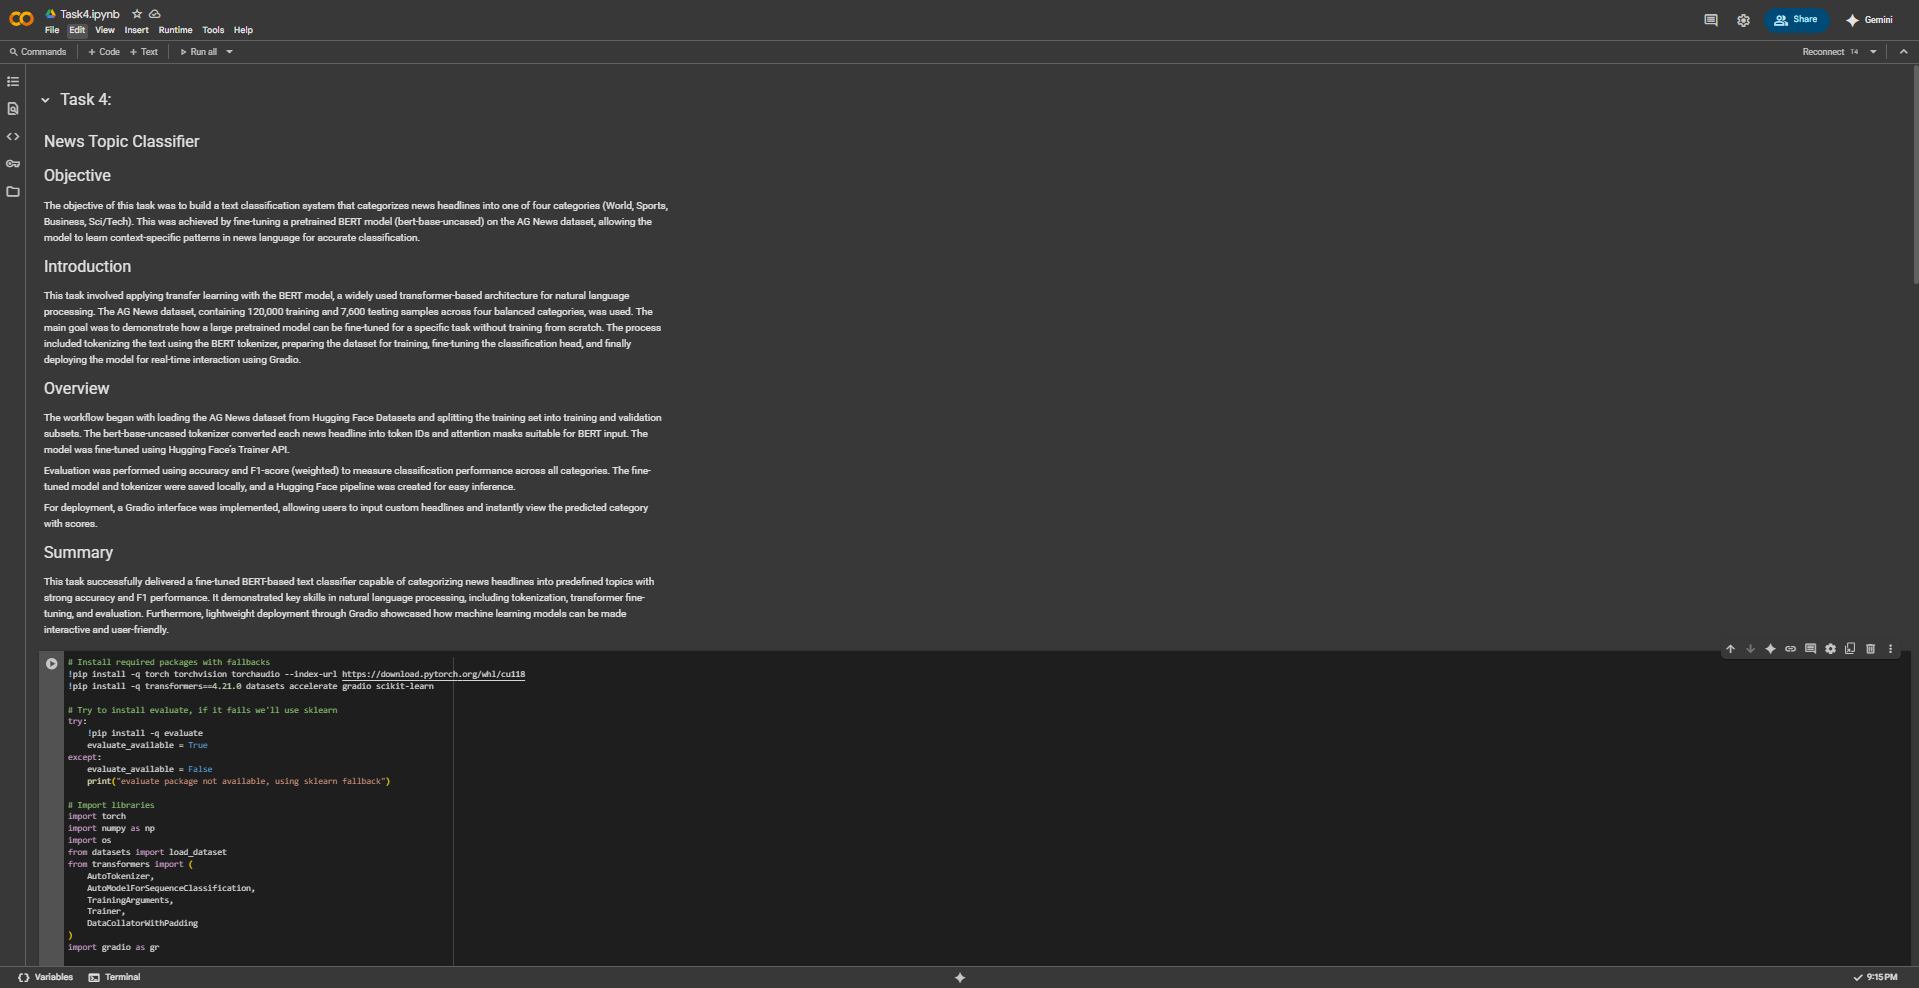 Task4.ipynb
File Edit View Insert Runtime Tools Help
Share
Gemini
Commands + Code + Text Run all
Reconnect T4
Task 4:
News Topic Classifier
Objective
The objective of this task was to build a text classification system that categorizes news headlines into one of four categories (World, Sports,
Business, Sci/Tech). This was achieved by fine-tuning a pretrained BERT model (bert-base-uncased) on the AG News dataset, allowing the
model to learn context-specific patterns in news language for accurate classification.
Introduction
This task involved applying transfer learning with the BERT model, a widely used transformer-based architecture for natural language
processing. The AG News dataset, containing 120,000 training and 7,600 testing samples across four balanced categories, was used. The
main goal was to demonstrate how a large pretrained model can be fine-tuned for a specific task without training from scratch. The process
included tokenizing the text using the BERT tokenizer, preparing the dataset for training, fine-tuning the classification head, and finally
deploying the model for real-time interaction using Gradio.
Overview
The workflow began with loading the AG News dataset from Hugging Face Datasets and splitting the training set into training and validation
subsets. The bert-base-uncased tokenizer converted each news headline into token IDs and attention masks suitable for BERT input. The
model was fine-tuned using Hugging Face's Trainer API.
Evaluation was performed using accuracy and F1-score (weighted) to measure classification performance across all categories. The fine-
tuned model and tokenizer were saved locally, and a Hugging Face pipeline was created for easy inference.
For deployment, a Gradio interface was implemented, allowing users to input custom headlines and instantly view the predicted category
with scores.
Summary
This task successfully delivered a fine-tuned BERT-based text classifier capable of categorizing news headlines into predefined topics with
strong accuracy and F1 performance. It demonstrated key skills in natural language processing, including tokenization, transformer fine-
tuning, and evaluation. Furthermore, lightweight deployment through Gradio showcased how machine learning models can be made
interactive and user-friendly.
# Install required packages with fallbacks
!pip install -q torch torchvision torchaudio --index-url https://download.pytorch.org/whl/cu118
!pip install -q transformers==4.21.0 datasets accelerate gradio scikit-learn
# Try to install evaluate, if it fails we'll use sklearn
try:
    !pip install -q evaluate
    evaluate_available = True
except:
    evaluate_available = False
    print("evaluate package not available, using sklearn fallback")
# Import libraries
import torch
import numpy as np
import os
from datasets import load_dataset
from transformers import (
    AutoTokenizer,
    AutoModelForSequenceClassification,
    TrainingArguments,
    Trainer,
    DataCollatorWithPadding
)
import gradio as gr
Variables Terminal
9:15 PM